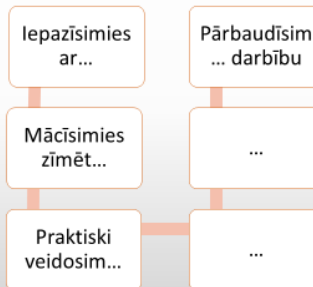 Iepazīsimies
ar...
Mācīsimies
zīmēt...
Praktiski
veidosim...
...
...
Pārbaudīsim
... darbību